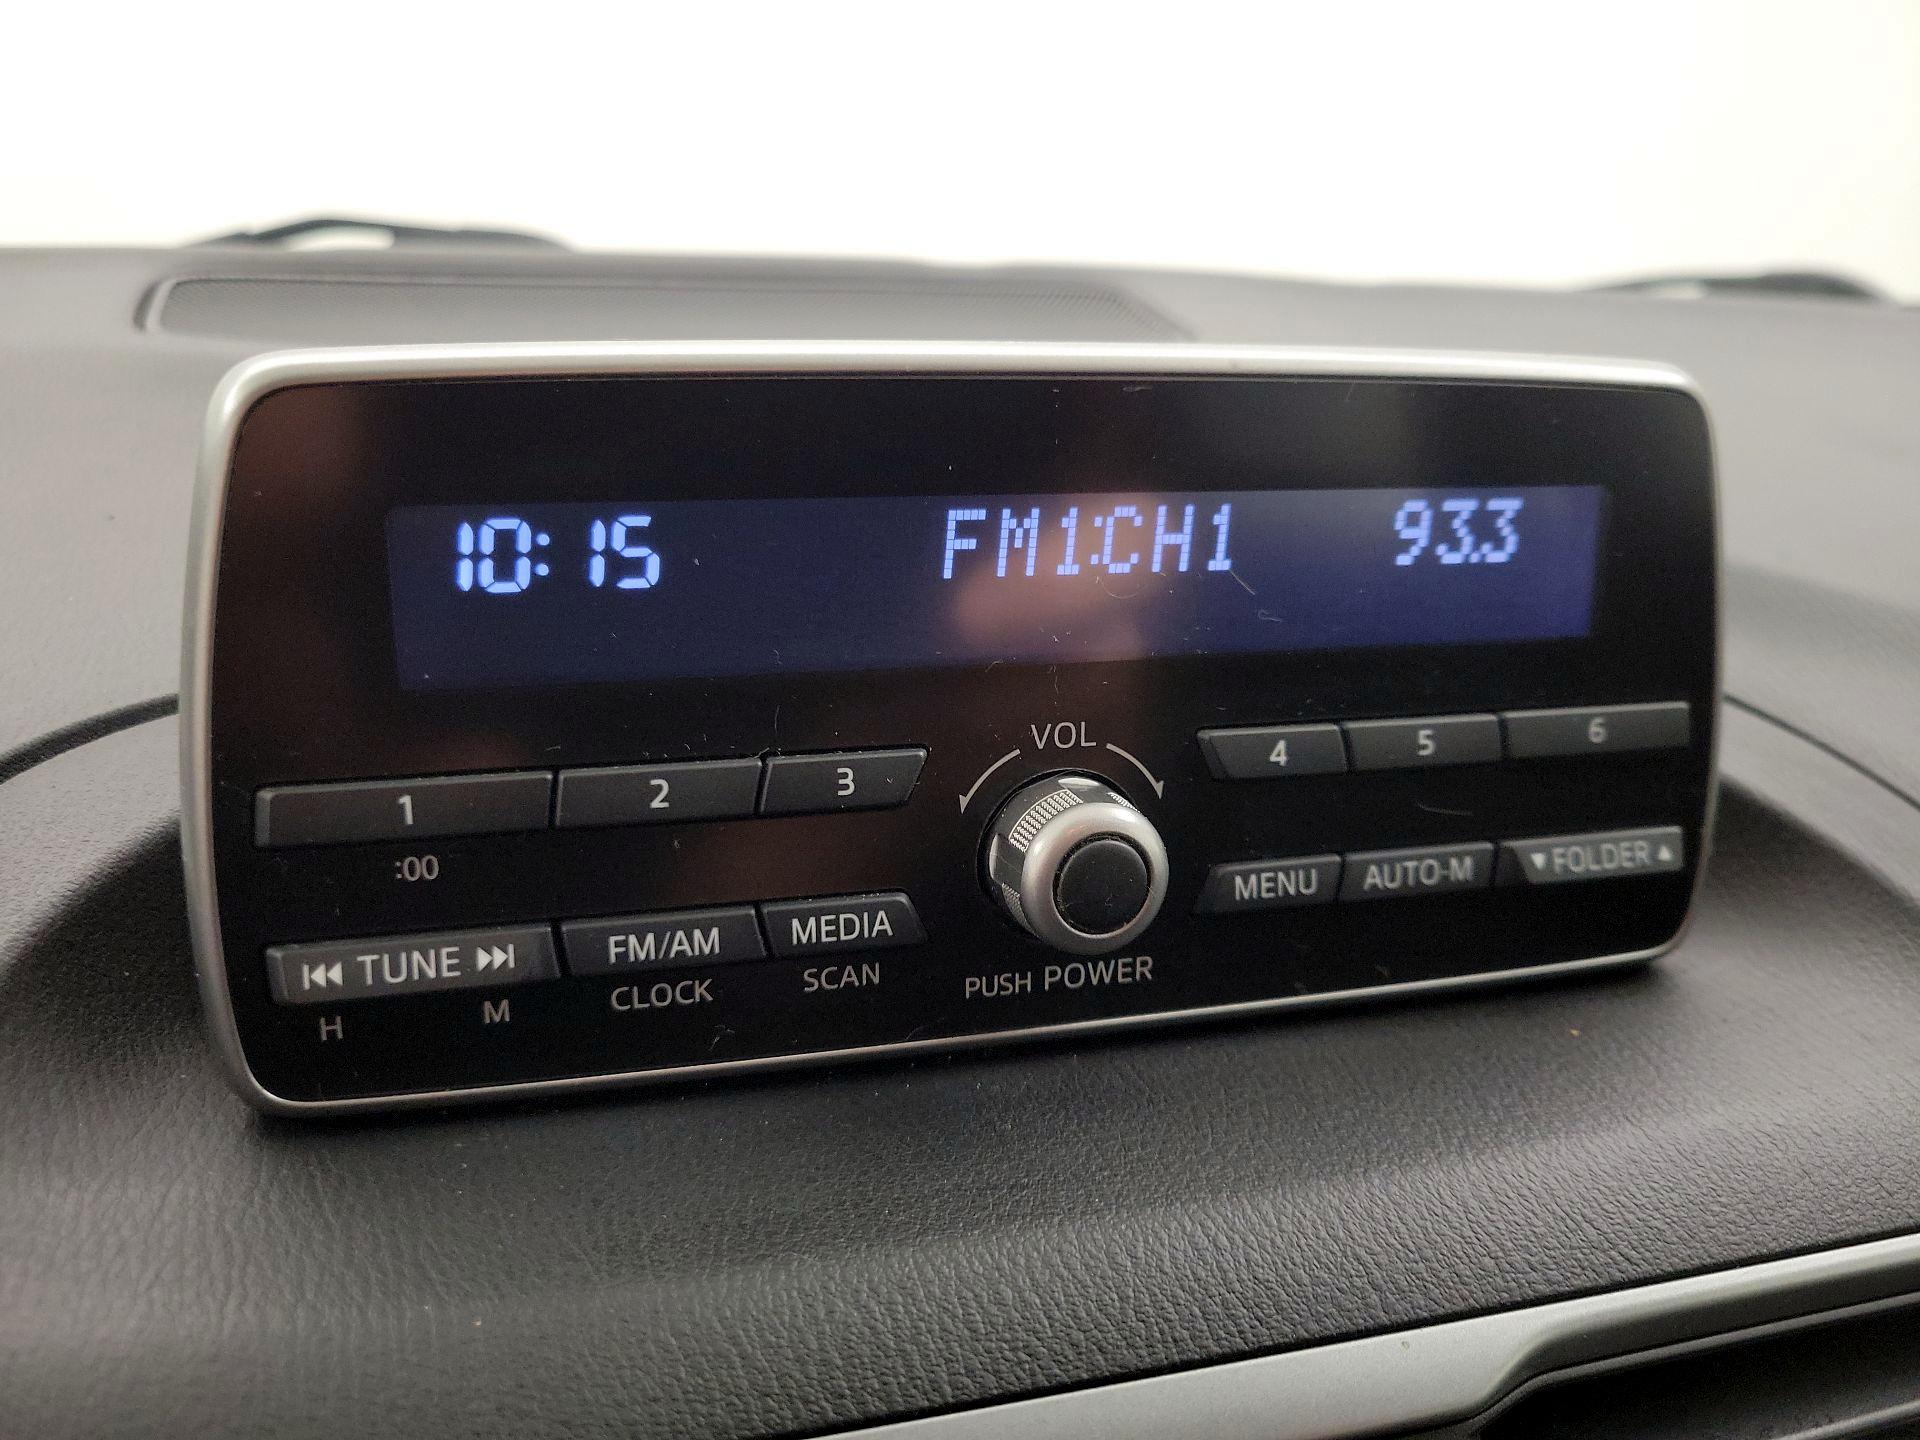 10:15 FM1:CH1 93.3
VOL
1 2 3 4 5 6
:00
⏮ TUNE ⏭ FM/AM MEDIA MENU AUTO-M ▼FOLDER▲
H M CLOCK SCAN PUSH POWER